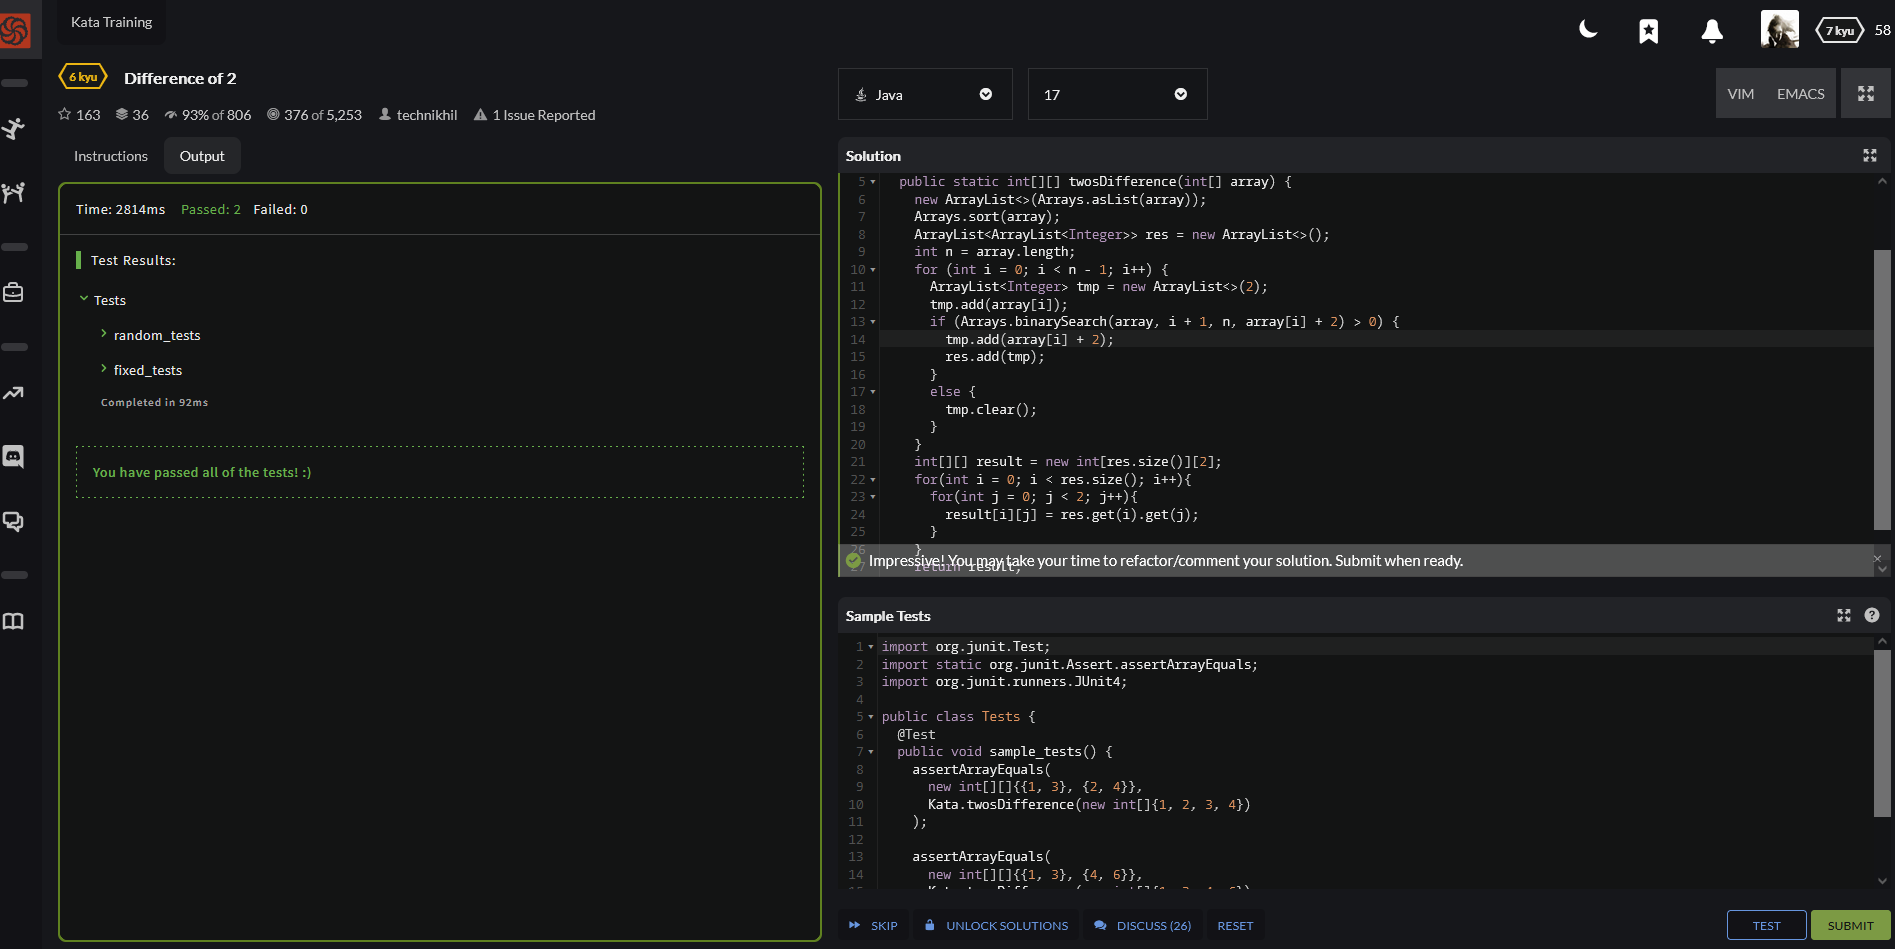 Kata Training
7 kyu 58
6 kyu Difference of 2
163 36 93% of 806 376 of 5,253 technikhil 1 Issue Reported
Instructions Output
Time: 2814ms Passed: 2 Failed: 0
Test Results:
Tests
random_tests
fixed_tests
Completed in 92ms
You have passed all of the tests! :)
Java 17 VIM EMACS
Solution
5 public static int[][] twosDifference(int[] array) {
6 new ArrayList<>(Arrays.asList(array));
7 Arrays.sort(array);
8 ArrayList<ArrayList<Integer>> res = new ArrayList<>();
9 int n = array.length;
10 for (int i = 0; i < n - 1; i++) {
11 ArrayList<Integer> tmp = new ArrayList<>(2);
12 tmp.add(array[i]);
13 if (Arrays.binarySearch(array, i + 1, n, array[i] + 2) > 0) {
14 tmp.add(array[i] + 2);
15 res.add(tmp);
16 }
17 else {
18 tmp.clear();
19 }
20 }
21 int[][] result = new int[res.size()][2];
22 for(int i = 0; i < res.size(); i++){
23 for(int j = 0; j < 2; j++){
24 result[i][j] = res.get(i).get(j);
25 }
26 }
27 return result;
Impressive! You may take your time to refactor/comment your solution. Submit when ready.
Sample Tests
1 import org.junit.Test;
2 import static org.junit.Assert.assertArrayEquals;
3 import org.junit.runners.JUnit4;
4
5 public class Tests {
6 @Test
7 public void sample_tests() {
8 assertArrayEquals(
9 new int[][]{{1, 3}, {2, 4}},
10 Kata.twosDifference(new int[]{1, 2, 3, 4})
11 );
12
13 assertArrayEquals(
14 new int[][]{{1, 3}, {4, 6}},
SKIP UNLOCK SOLUTIONS DISCUSS (26) RESET TEST SUBMIT